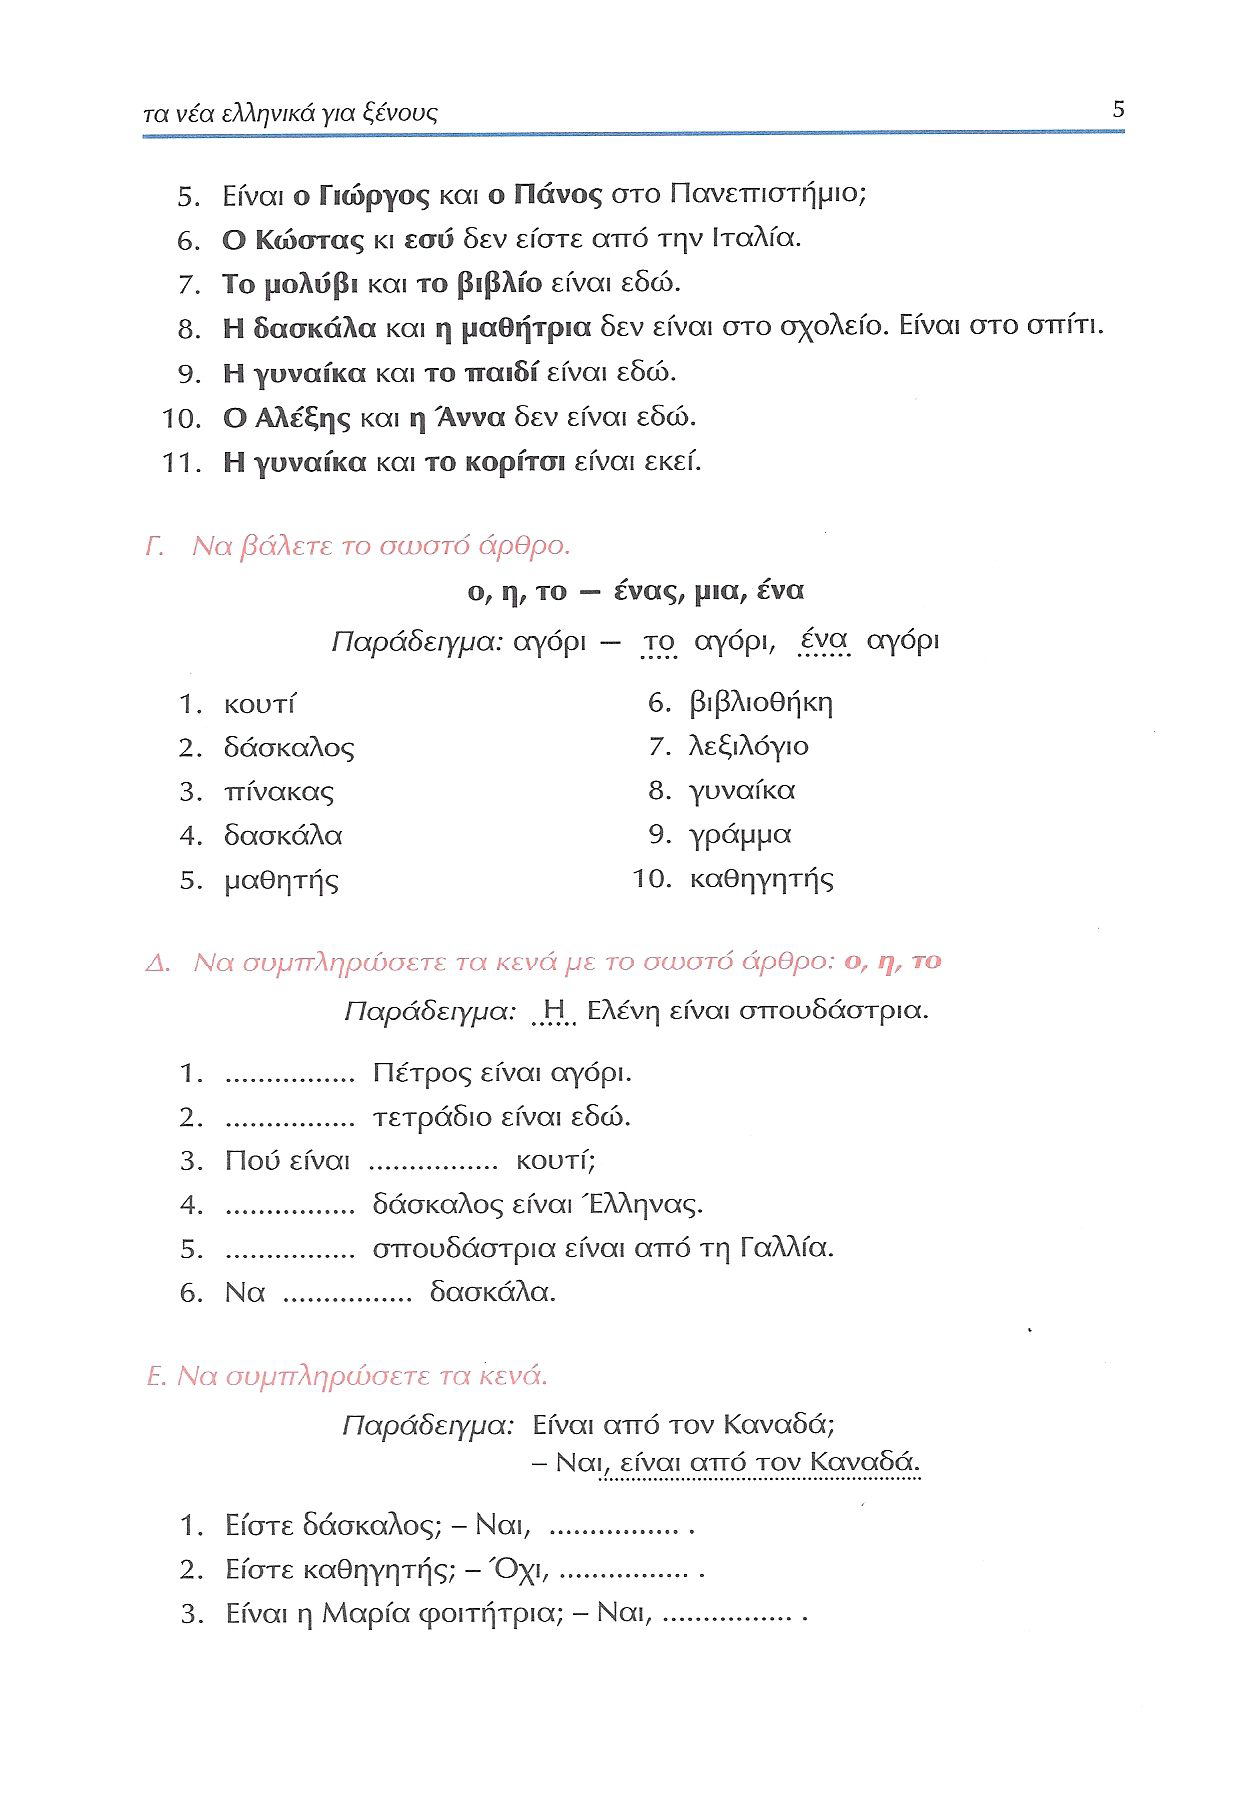 τα νέα ελληνικά για ξένους 5
5. Είναι ο Γιώργος και ο Πάνος στο Πανεπιστήμιο;
6. Ο Κώστας κι εσύ δεν είστε από την Ιταλία.
7. Το μολύβι και το βιβλίο είναι εδώ.
8. Η δασκάλα και η μαθήτρια δεν είναι στο σχολείο. Είναι στο σπίτι.
9. Η γυναίκα και το παιδί είναι εδώ.
10. Ο Αλέξης και η Άννα δεν είναι εδώ.
11. Η γυναίκα και το κορίτσι είναι εκεί.
Γ. Να βάλετε το σωστό άρθρο.
ο, η, το – ένας, μια, ένα
Παράδειγμα: αγόρι – το αγόρι, ένα αγόρι
1. κουτί
2. δάσκαλος
3. πίνακας
4. δασκάλα
5. μαθητής
6. βιβλιοθήκη
7. λεξιλόγιο
8. γυναίκα
9. γράμμα
10. καθηγητής
Δ. Να συμπληρώσετε τα κενά με το σωστό άρθρο: ο, η, το
Παράδειγμα: Η Ελένη είναι σπουδάστρια.
1. ................ Πέτρος είναι αγόρι.
2. ................ τετράδιο είναι εδώ.
3. Πού είναι ................ κουτί;
4. ................ δάσκαλος είναι Έλληνας.
5. ................ σπουδάστρια είναι από τη Γαλλία.
6. Να ................ δασκάλα.
Ε. Να συμπληρώσετε τα κενά.
Παράδειγμα: Είναι από τον Καναδά;
– Ναι, είναι από τον Καναδά.
1. Είστε δάσκαλος; – Ναι, ................ .
2. Είστε καθηγητής; – Όχι, ................ .
3. Είναι η Μαρία φοιτήτρια; – Ναι, ................ .